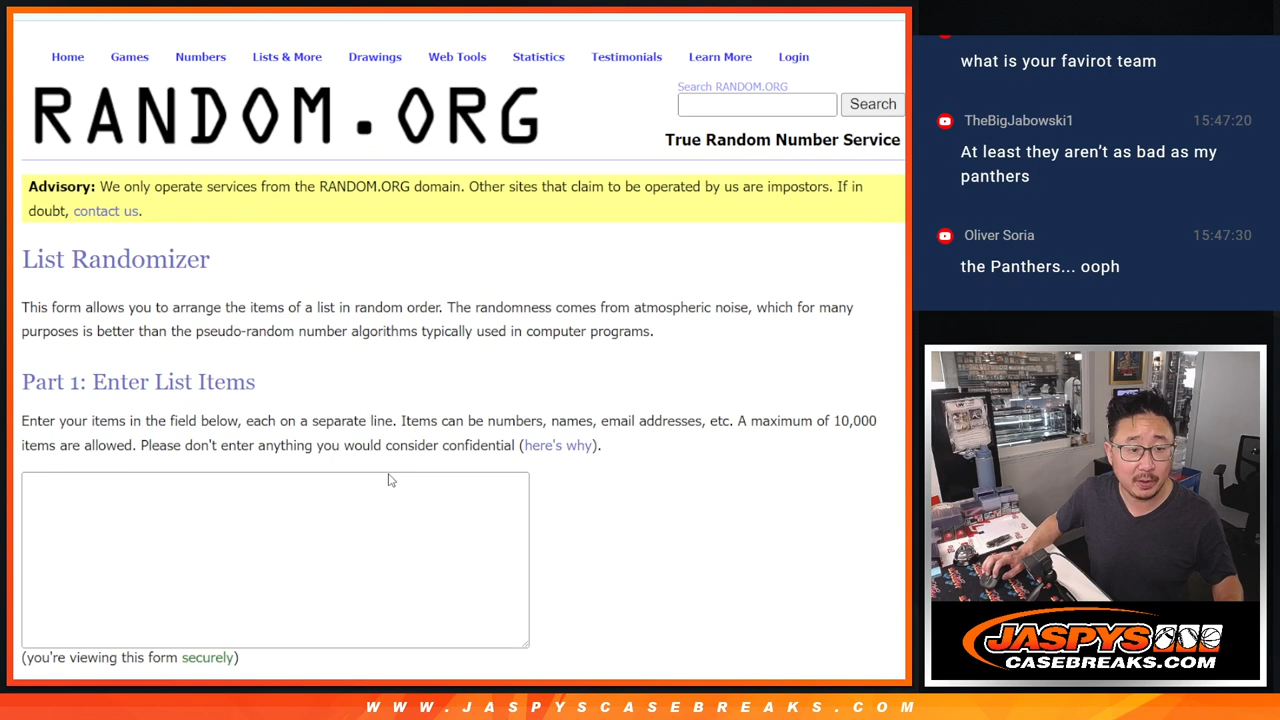 Home Games Numbers Lists & More Drawings Web Tools Statistics Testimonials Learn More Login
RANDOM.ORG
Search RANDOM.ORG
Search
True Random Number Service
Advisory: We only operate services from the RANDOM.ORG domain. Other sites that claim to be operated by us are impostors. If in
doubt, contact us.
List Randomizer
This form allows you to arrange the items of a list in random order. The randomness comes from atmospheric noise, which for many
purposes is better than the pseudo-random number algorithms typically used in computer programs.
Part 1: Enter List Items
Enter your items in the field below, each on a separate line. Items can be numbers, names, email addresses, etc. A maximum of 10,000
items are allowed. Please don't enter anything you would consider confidential (here's why).
(you're viewing this form securely)
what is your favirot team
TheBigJabowski1 15:47:20
At least they aren’t as bad as my
panthers
Oliver Soria 15:47:30
the Panthers... ooph
JASPYS
CASEBREAKS.COM
WWW.JASPYSCASEBREAKS.COM